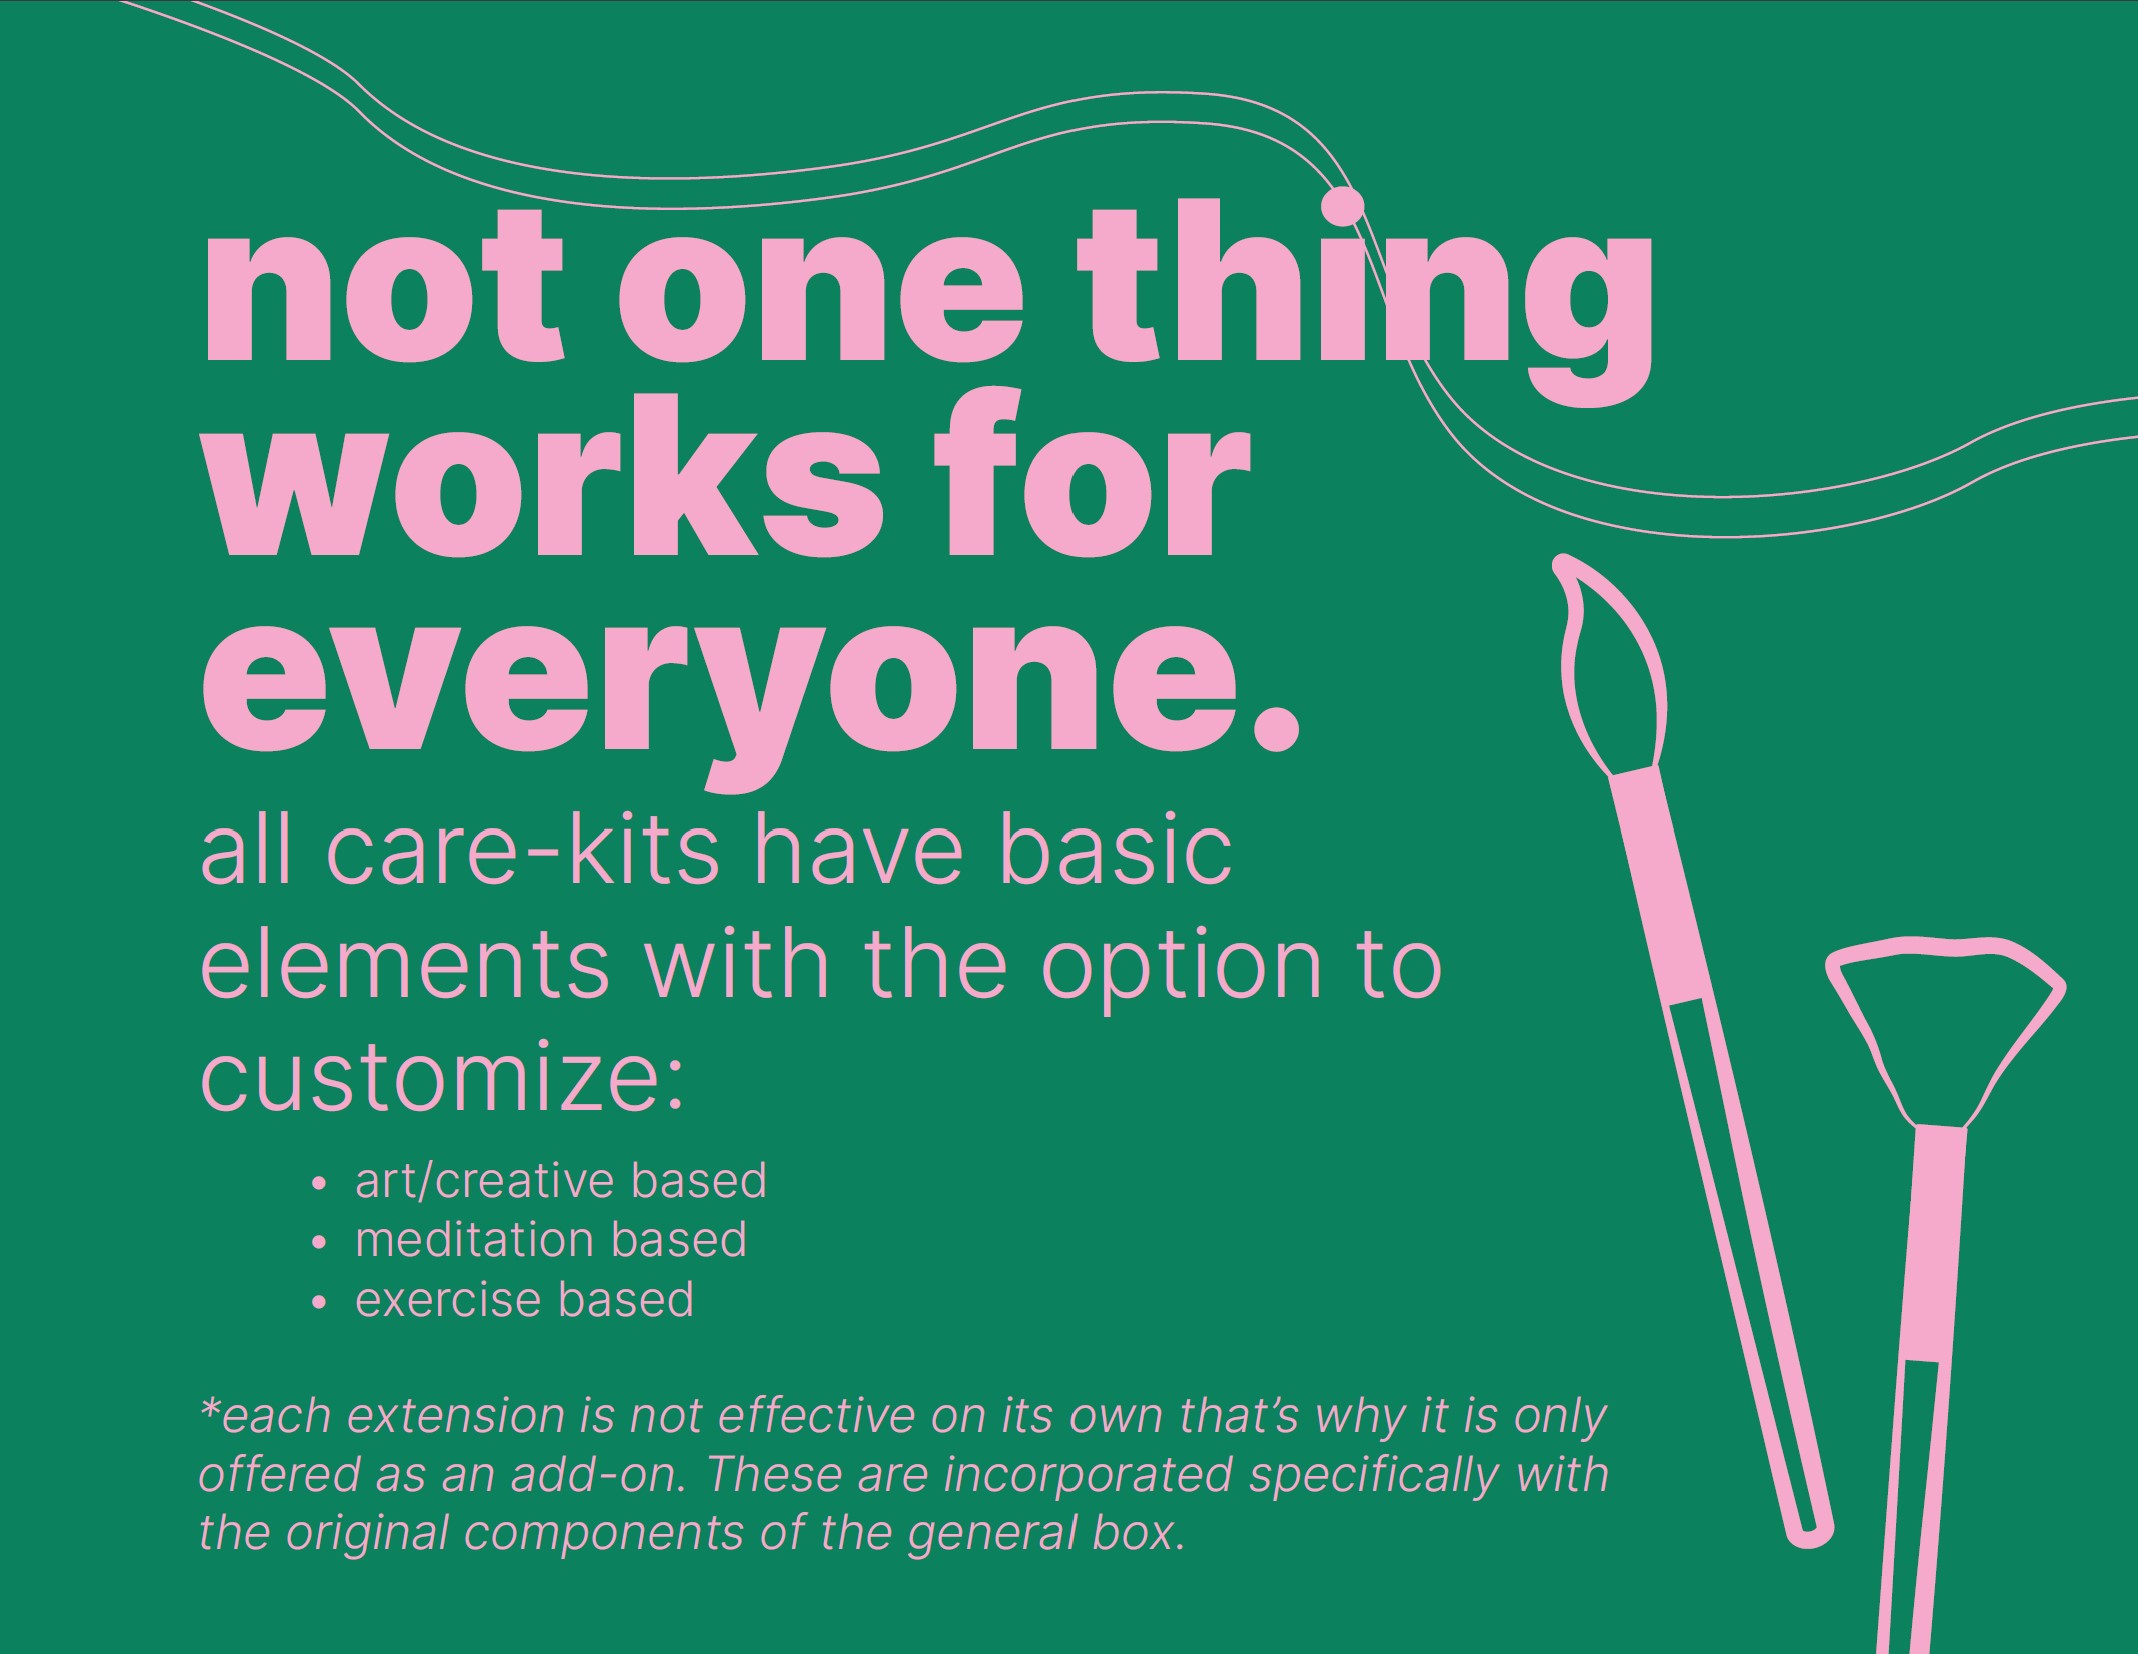 not one thing
works for
everyone.
all care-kits have basic
elements with the option to
customize:
• art/creative based
• meditation based
• exercise based
*each extension is not effective on its own that’s why it is only
offered as an add-on. These are incorporated specifically with
the original components of the general box.